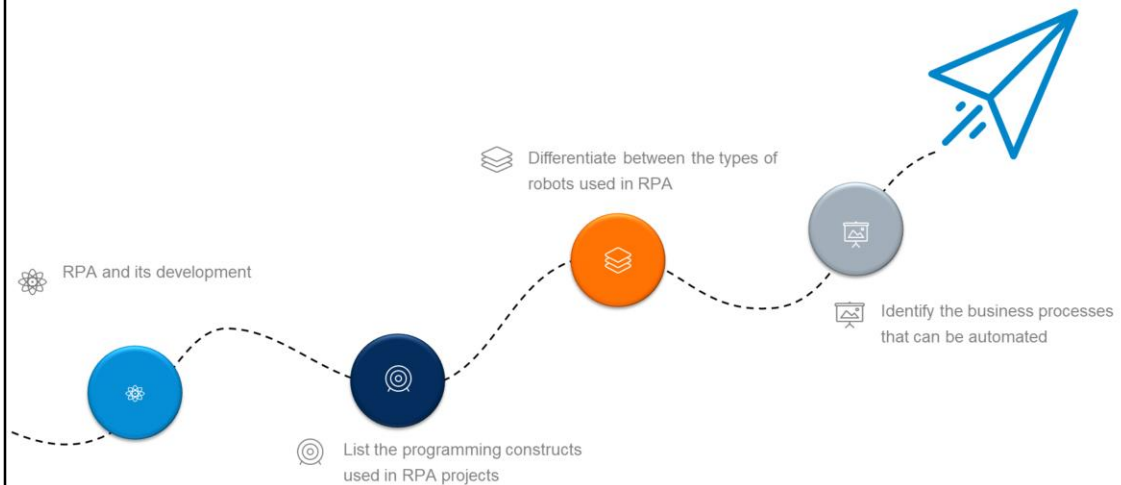 RPA and its development
List the programming constructs
used in RPA projects
Differentiate between the types of
robots used in RPA
Identify the business processes
that can be automated